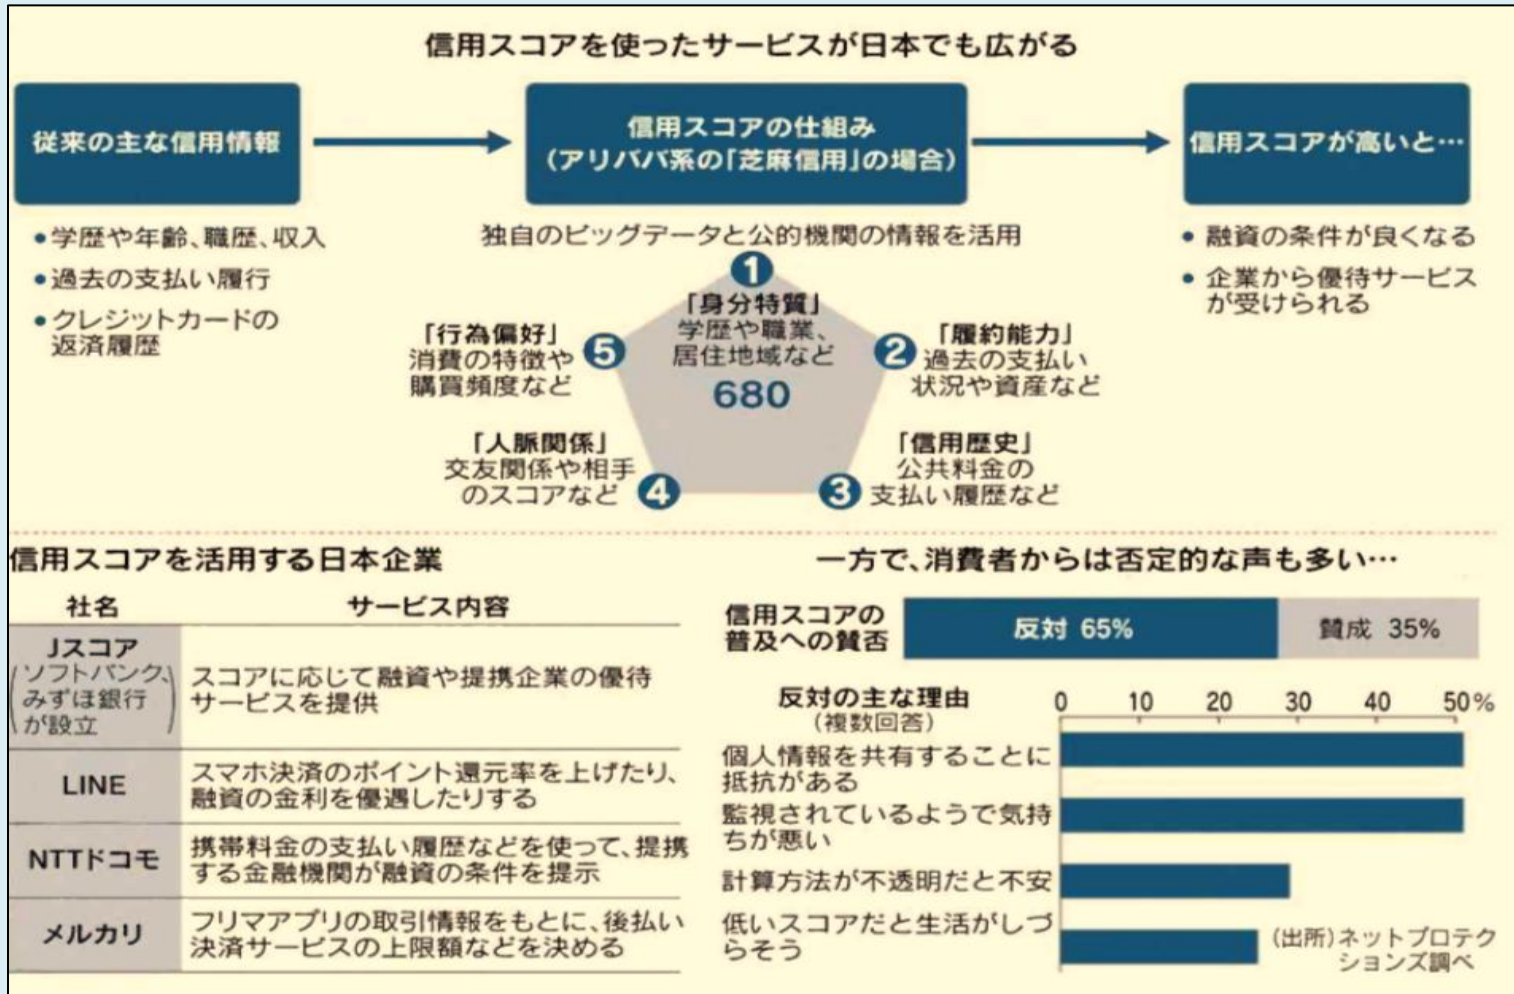 信用スコアを使ったサービスが日本でも広がる
従来の主な信用情報
•学歴や年齢、職歴、収入
•過去の支払い履行
•クレジットカードの
返済履歴
信用スコアの仕組み
(アリババ系の「芝麻信用」の場合)
独自のビッグデータと公的機関の情報を活用
1
「身分特質」
学歴や職業、
居住地域など
680
2
「履約能力」
過去の支払い
状況や資産など
3
「信用歴史」
公共料金の
支払い履歴など
4
「人脈関係」
交友関係や相手
のスコアなど
5
「行為偏好」
消費の特徴や
購買頻度など
信用スコアが高いと…
• 融資の条件が良くなる
• 企業から優待サービス
が受けられる
信用スコアを活用する日本企業
社名 サービス内容
Jスコア
(ソフトバンク、
みずほ銀行
が設立)
スコアに応じて融資や提携企業の優待
サービスを提供
LINE
スマホ決済のポイント還元率を上げたり、
融資の金利を優遇したりする
NTTドコモ
携帯料金の支払い履歴などを使って、提携
する金融機関が融資の条件を提示
メルカリ
フリマアプリの取引情報をもとに、後払い
決済サービスの上限額などを決める
一方で、消費者からは否定的な声も多い…
信用スコアの
普及への賛否
反対 65% 賛成 35%
反対の主な理由
(複数回答)
0 10 20 30 40 50%
個人情報を共有することに
抵抗がある
監視されているようで気持
ちが悪い
計算方法が不透明だと不安
低いスコアだと生活がしづ
らそう
(出所)ネットプロテク
ションズ調べ